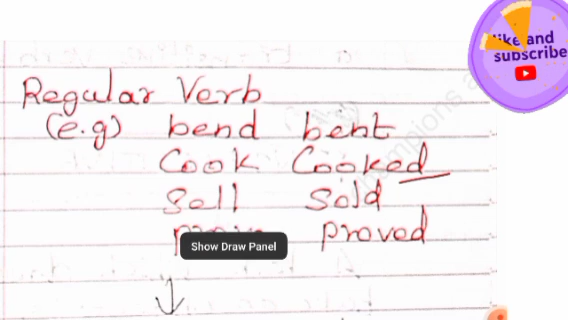 like and
subscribe
Regular Verb
(e.g) bend bent
Cook Cooked
Sell Sold
proved
Show Draw Panel